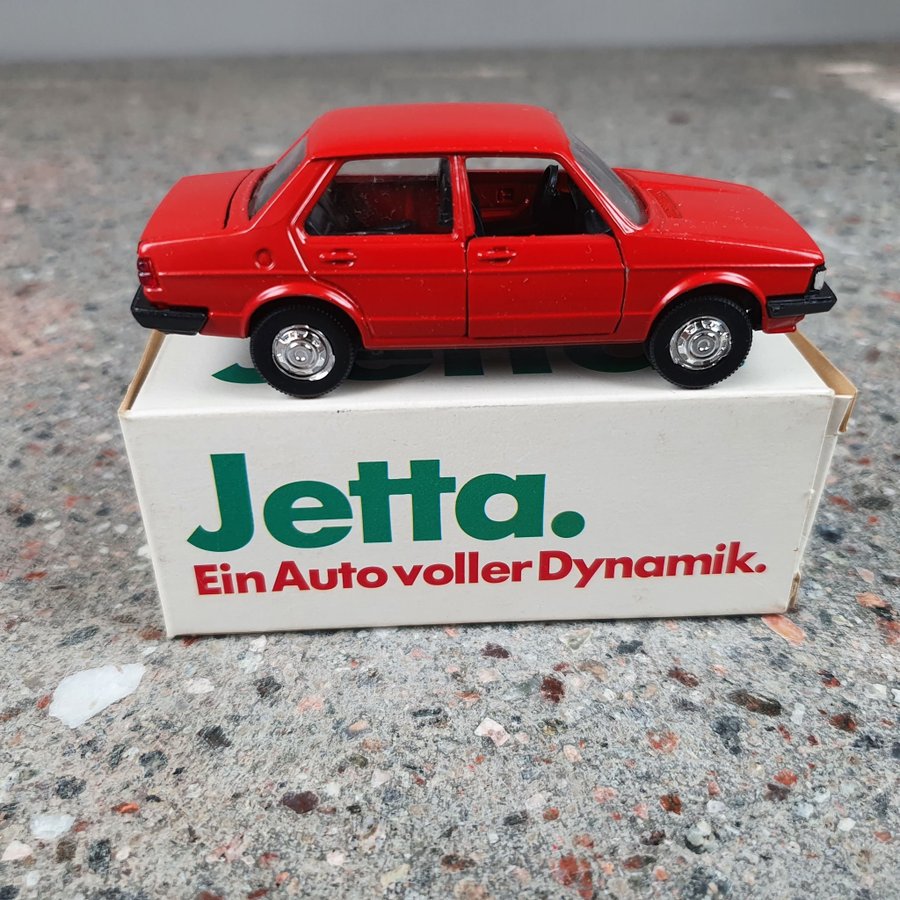 Jetta.
Ein Auto voller Dynamik.